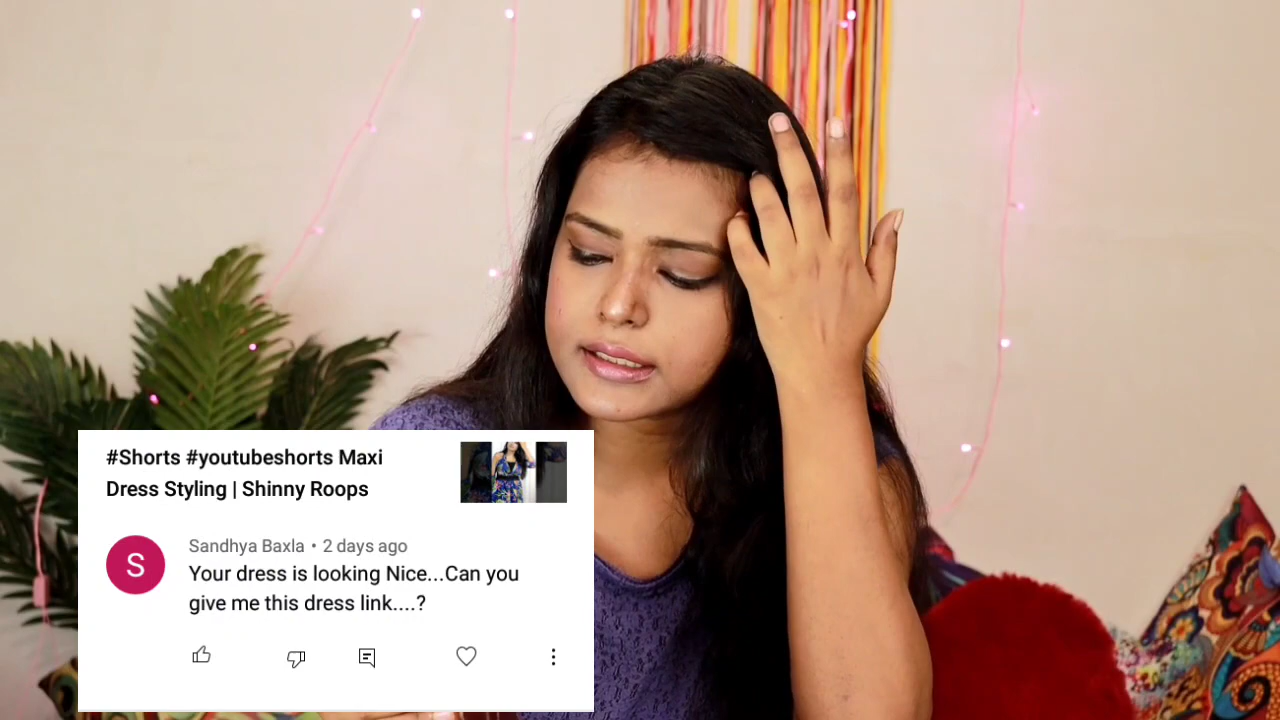 #Shorts #youtubeshorts Maxi
Dress Styling | Shinny Roops
S
Sandhya Baxla • 2 days ago
Your dress is looking Nice...Can you
give me this dress link....?